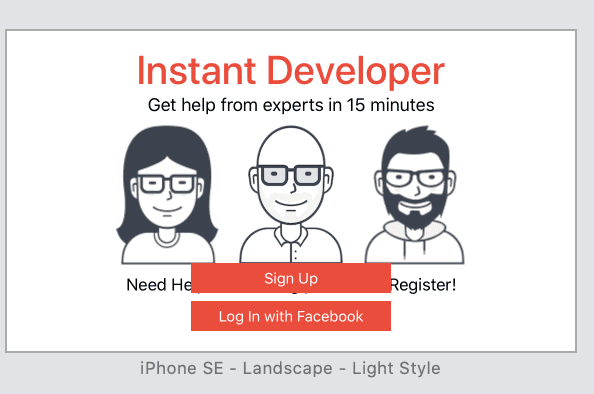 Instant Developer
Get help from experts in 15 minutes
Sign Up
Need Register!
Log In with Facebook
iPhone SE - Landscape - Light Style